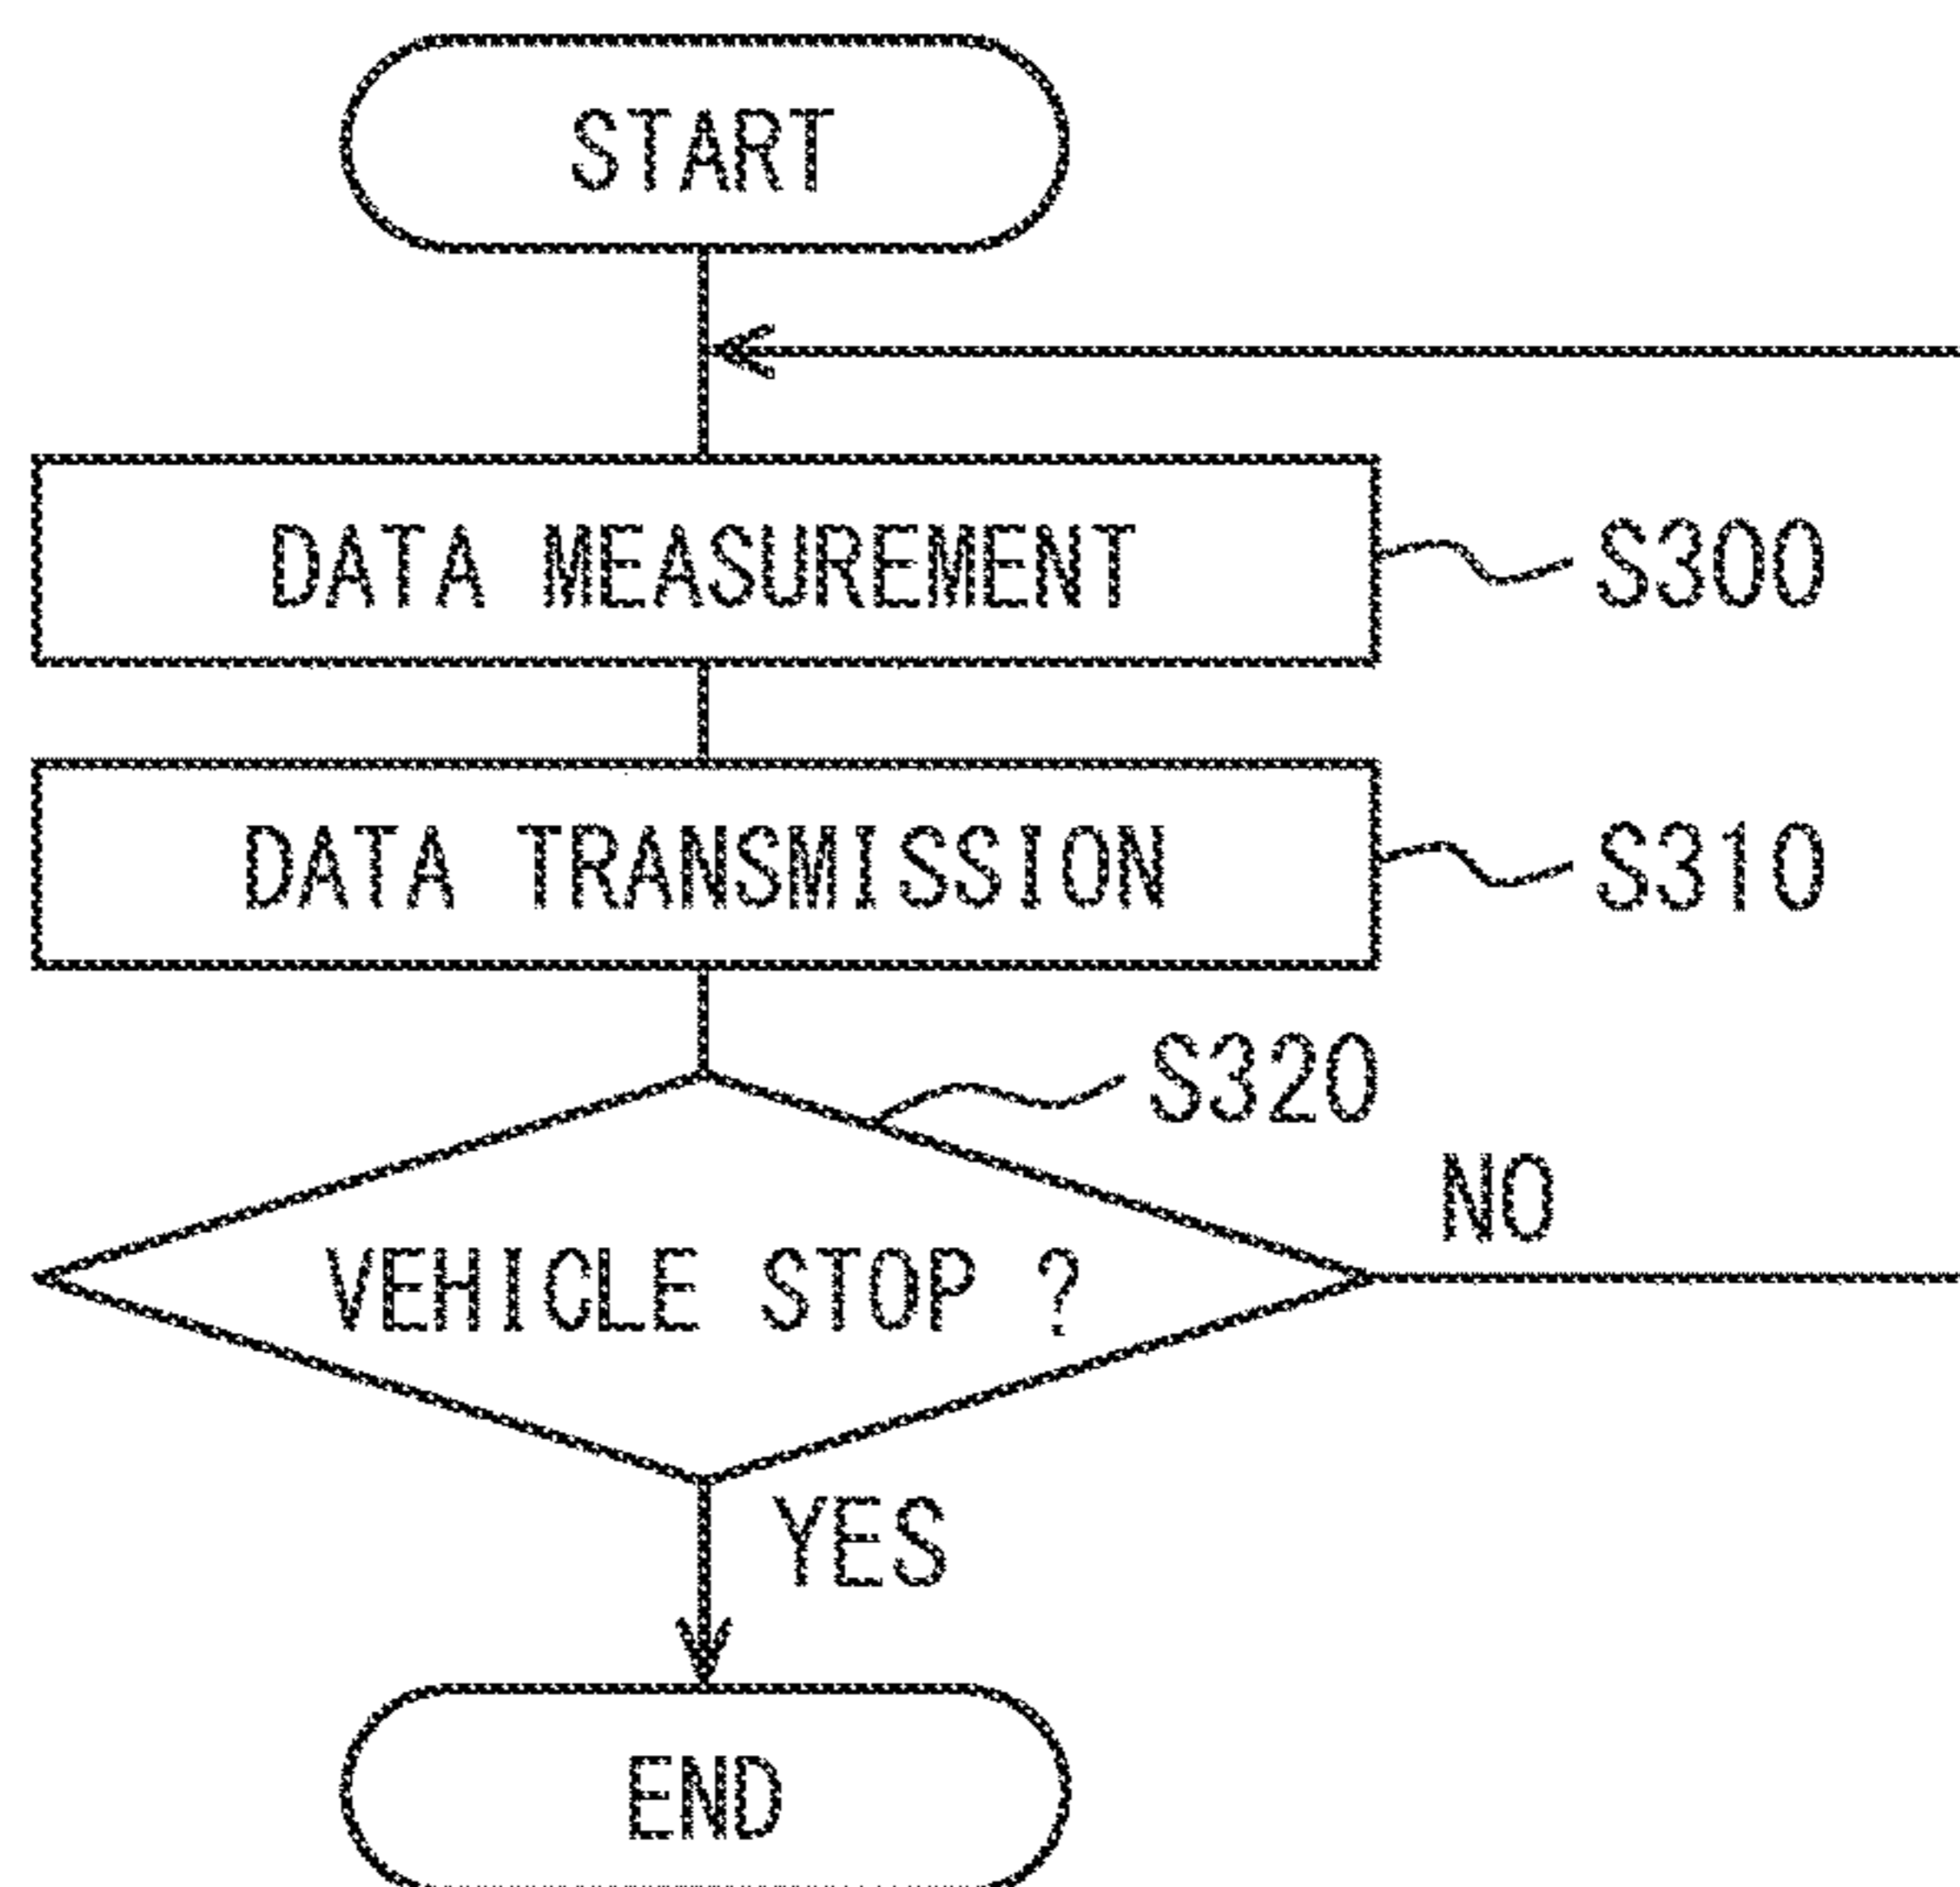 START
DATA MEASUREMENT
S300
DATA TRANSMISSION
S310
S320
NO
VEHICLE STOP ?
YES
END